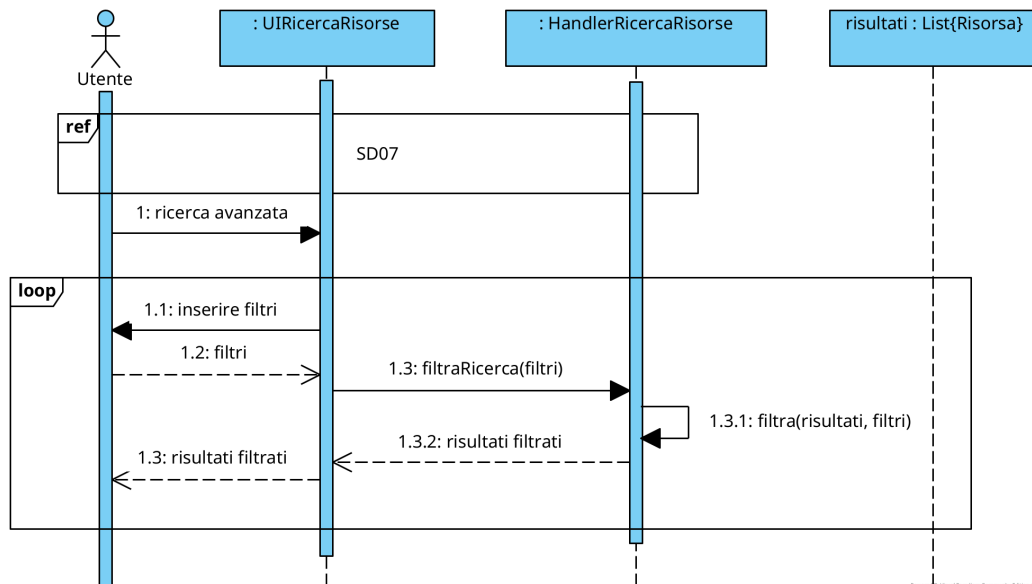 : UIRicercaRisorse
: HandlerRicercaRisorse
risultati : List{Risorsa}
Utente
ref
SD07
1: ricerca avanzata
loop
1.1: inserire filtri
1.2: filtri
1.3: filtraRicerca(filtri)
1.3.1: filtra(risultati, filtri)
1.3.2: risultati filtrati
1.3: risultati filtrati